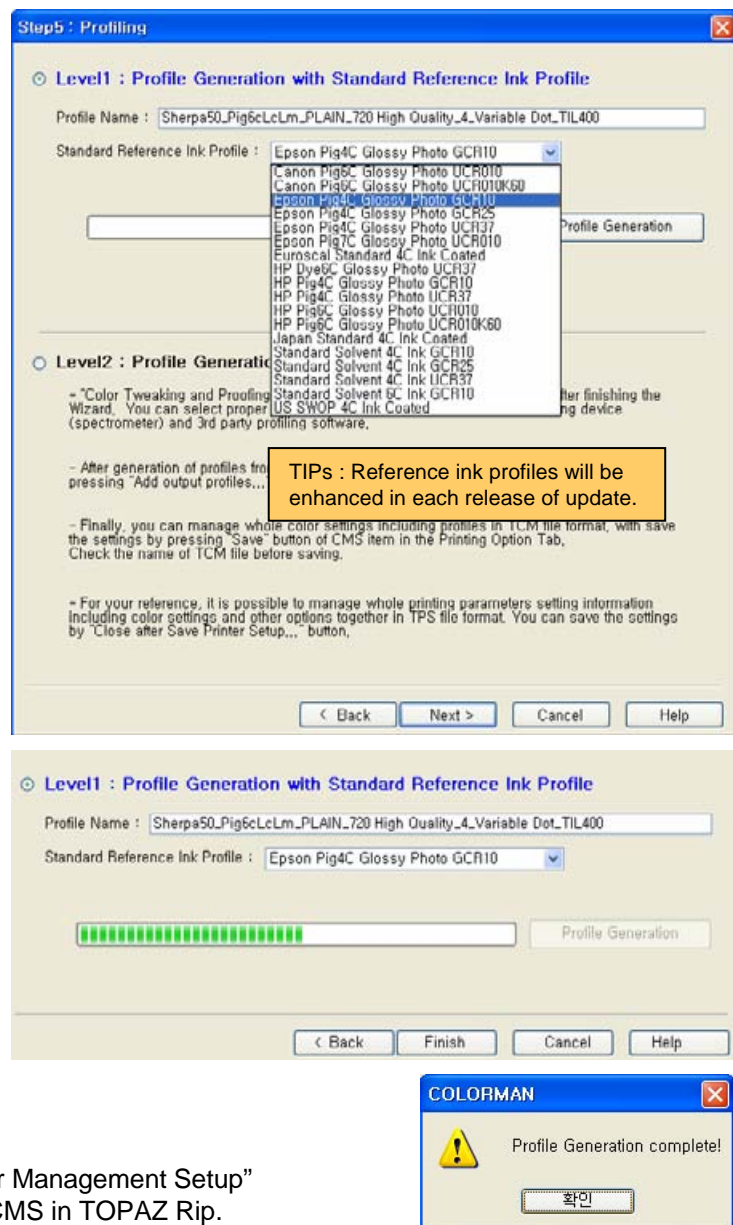 Step5 : Profiling
Level1 : Profile Generation with Standard Reference Ink Profile
Profile Name : Sherpa50_Pig6cLcLm_PLAIN_720 High Quality_4_Variable Dot_TIL400
Standard Reference Ink Profile : Epson Pig4C Glossy Photo GCR10
Canon Pig6C Glossy Photo UCR010
Canon Pig6C Glossy Photo UCR010K60
Epson Pig4C Glossy Photo GCR10
Epson Pig4C Glossy Photo GCR25
Epson Pig4C Glossy Photo UCR37
Epson Pig7C Glossy Photo UCR010
Euroscal Standard 4C Ink Coated
HP Dye6C Glossy Photo UCR37
HP Pig4C Glossy Photo GCR10
HP Pig4C Glossy Photo UCR37
HP Pig6C Glossy Photo UCR010
HP Pig6C Glossy Photo UCR010K60
Japan Standard 4C Ink Coated
Standard Solvent 4C Ink GCR10
Standard Solvent 4C Ink GCR25
Standard Solvent 4C Ink UCR37
Standard Solvent 6C Ink GCR10
US SWOP 4C Ink Coated
Profile Generation
Level2 : Profile Generatio
- "Color Tweaking and Proofing ter finishing the
Wizard, You can select proper ng device
(spectrometer) and 3rd party profiling software,
TIPs : Reference ink profiles will be
enhanced in each release of update.
- After generation of profiles fro
pressing "Add output profiles,,,
- Finally, you can manage whole color settings including profiles in TCM file format, with save
the settings by pressing "Save" button of CMS item in the Printing Option Tab,
Check the name of TCM file before saving.
- For your reference, it is possible to manage whole printing parameters setting information
including color settings and other options together in TPS file format. You can save the settings
by "Close after Save Printer Setup,,," button,
< Back Next > Cancel Help
Level1 : Profile Generation with Standard Reference Ink Profile
Profile Name : Sherpa50_Pig6cLcLm_PLAIN_720 High Quality_4_Variable Dot_TIL400
Standard Reference Ink Profile : Epson Pig4C Glossy Photo GCR10
Profile Generation
< Back Finish Cancel Help
COLORMAN
Profile Generation complete!
확인
r Management Setup"
CMS in TOPAZ Rip.